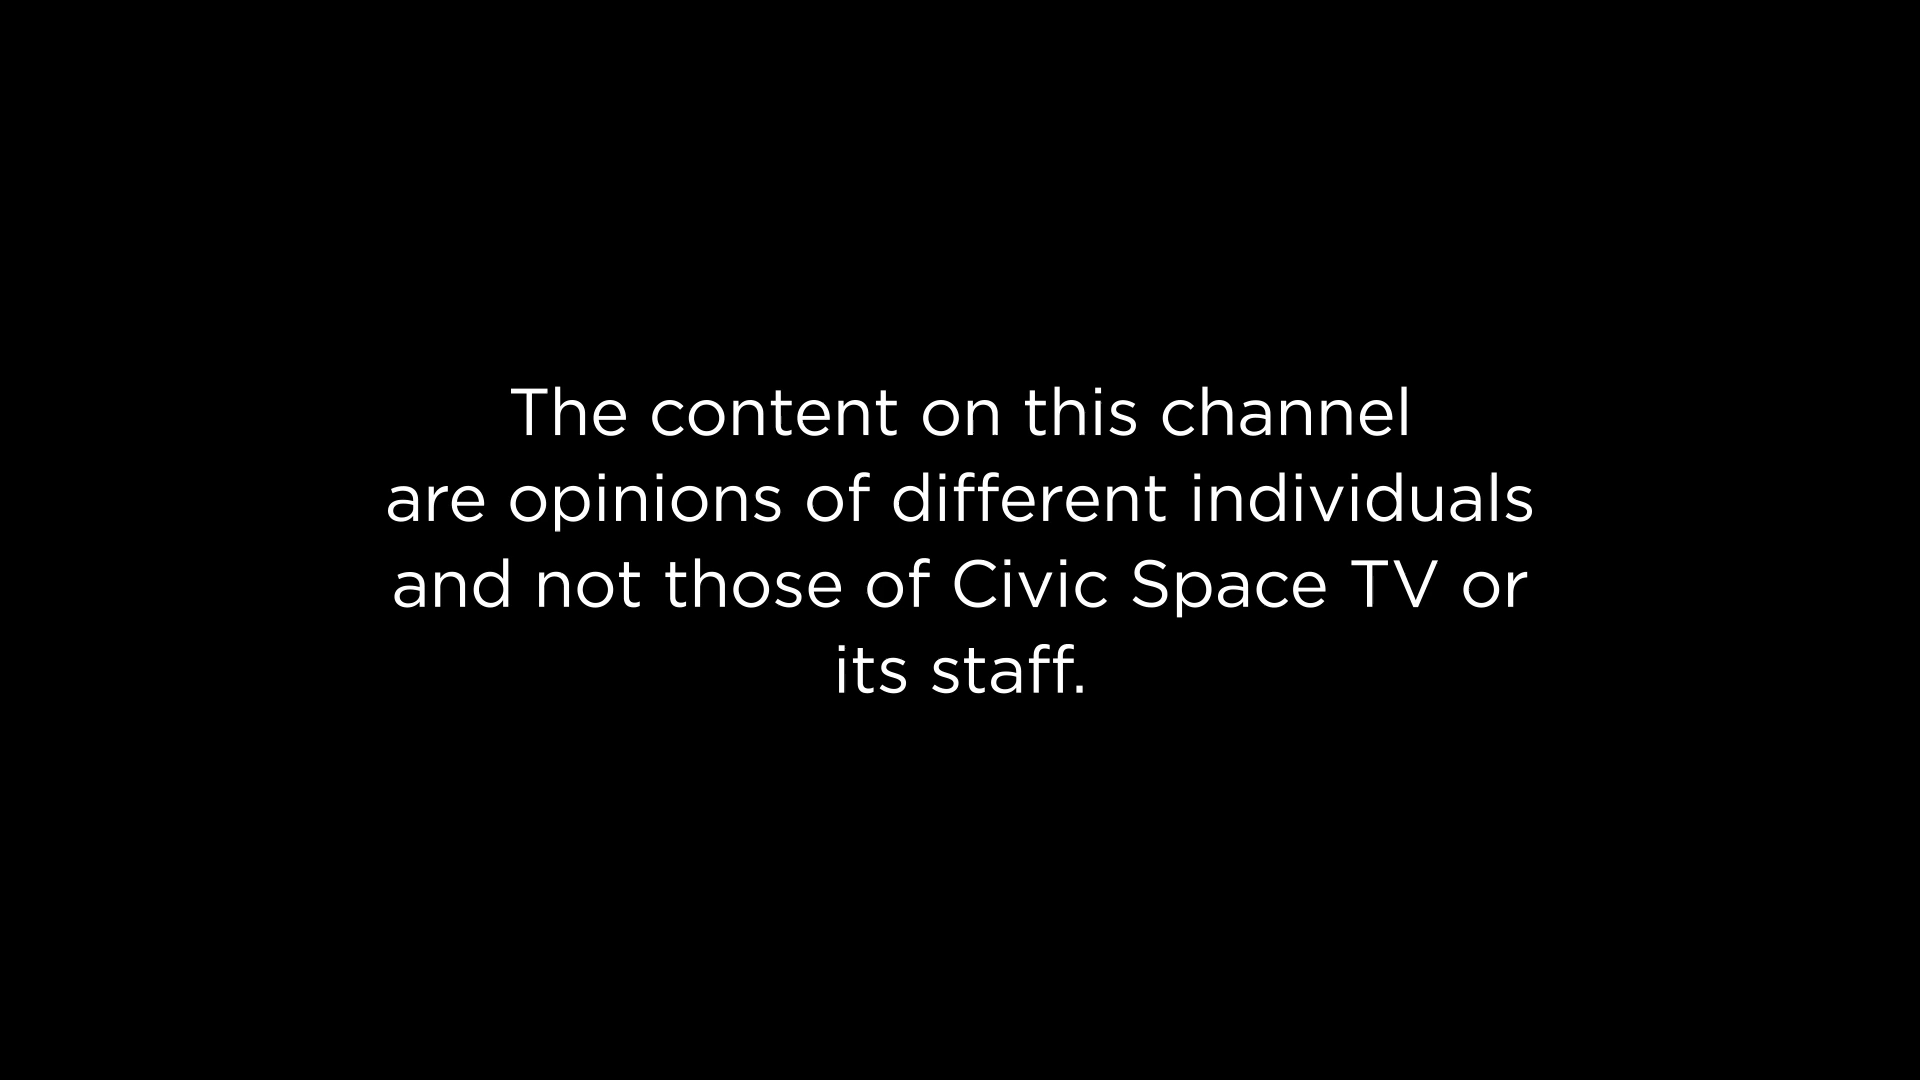 The content on this channel
are opinions of different individuals
and not those of Civic Space TV or
its staff.